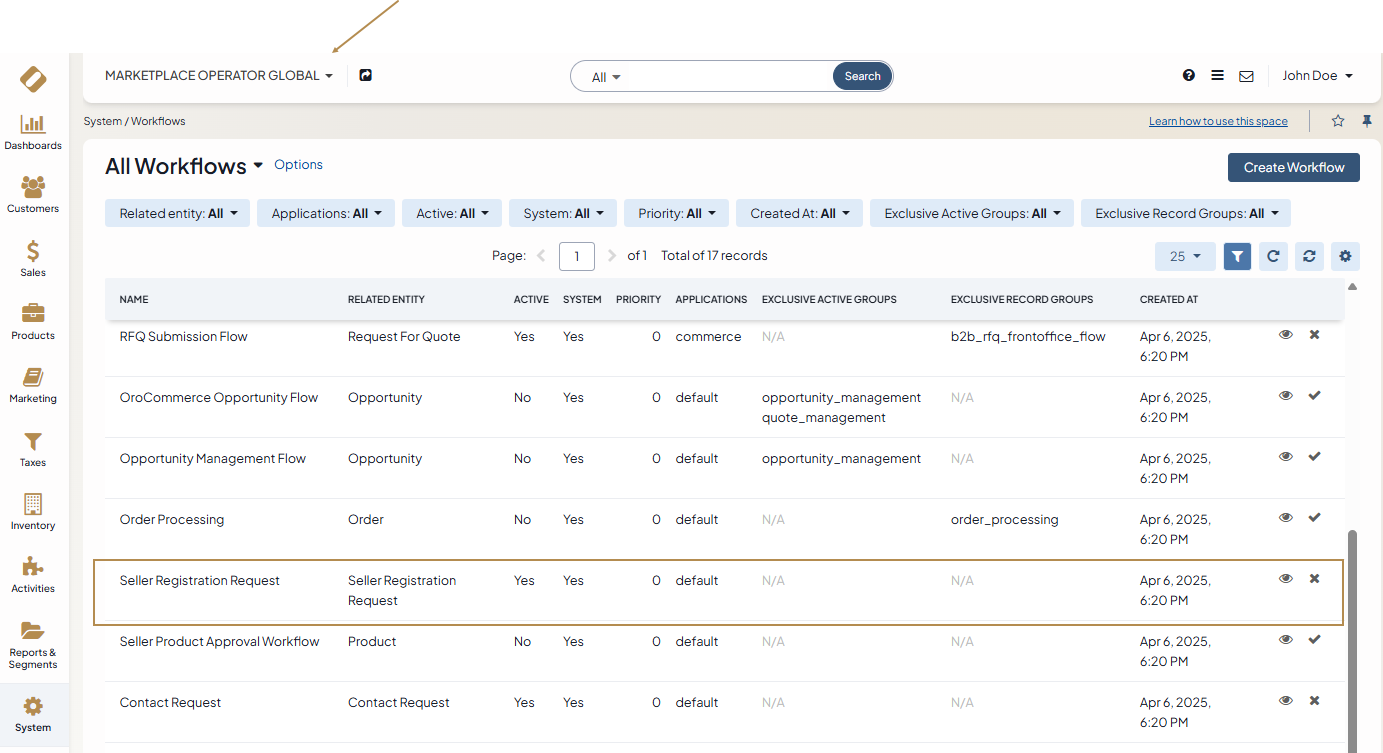 MARKETPLACE OPERATOR GLOBAL
All
Search
John Doe
System / Workflows
Learn how to use this space
Dashboards
Customers
Sales
Products
Marketing
Taxes
Inventory
Activities
Reports &
Segments
System
All Workflows
Options
Create Workflow
Related entity: All
Applications: All
Active: All
System: All
Priority: All
Created At: All
Exclusive Active Groups: All
Exclusive Record Groups: All
Page: 1 of 1 Total of 17 records
25
NAME RELATED ENTITY ACTIVE SYSTEM PRIORITY APPLICATIONS EXCLUSIVE ACTIVE GROUPS EXCLUSIVE RECORD GROUPS CREATED AT
RFQ Submission Flow Request For Quote Yes Yes 0 commerce N/A b2b_rfq_frontoffice_flow Apr 6, 2025,
6:20 PM
OroCommerce Opportunity Flow Opportunity No Yes 0 default opportunity_management N/A Apr 6, 2025,
quote_management 6:20 PM
Opportunity Management Flow Opportunity No Yes 0 default opportunity_management N/A Apr 6, 2025,
6:20 PM
Order Processing Order No Yes 0 default N/A order_processing Apr 6, 2025,
6:20 PM
Seller Registration Request Seller Registration Yes Yes 0 default N/A N/A Apr 6, 2025,
Request 6:20 PM
Seller Product Approval Workflow Product No Yes 0 default N/A N/A Apr 6, 2025,
6:20 PM
Contact Request Contact Request Yes Yes 0 default N/A N/A Apr 6, 2025,
6:20 PM